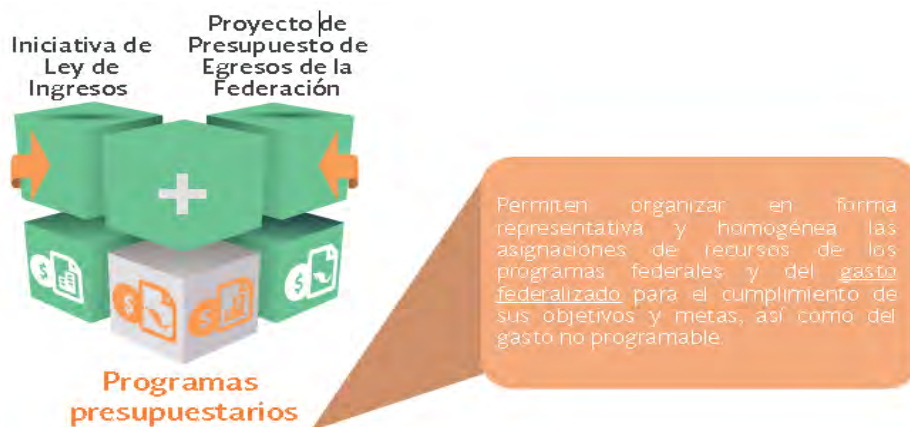 Iniciativa de
Ley de
Ingresos
Proyecto de
Presupuesto de
Egresos de la
Federación
+
$
$
$
$
Programas
presupuestarios
Permiten organizar en forma
representativa y homogénea las
asignaciones de recursos de los
programas federales y del gasto
federalizado para el cumplimiento de
sus objetivos y metas, así como del
gasto no programable.